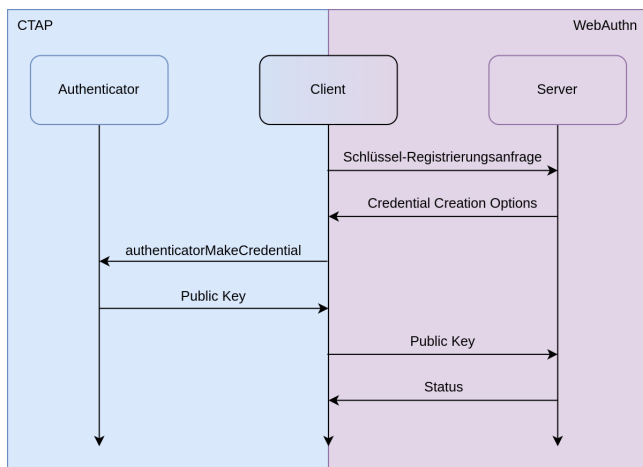 CTAP
WebAuthn
Authenticator
Client
Server
Schlüssel-Registrierungsanfrage
Credential Creation Options
authenticatorMakeCredential
Public Key
Public Key
Status